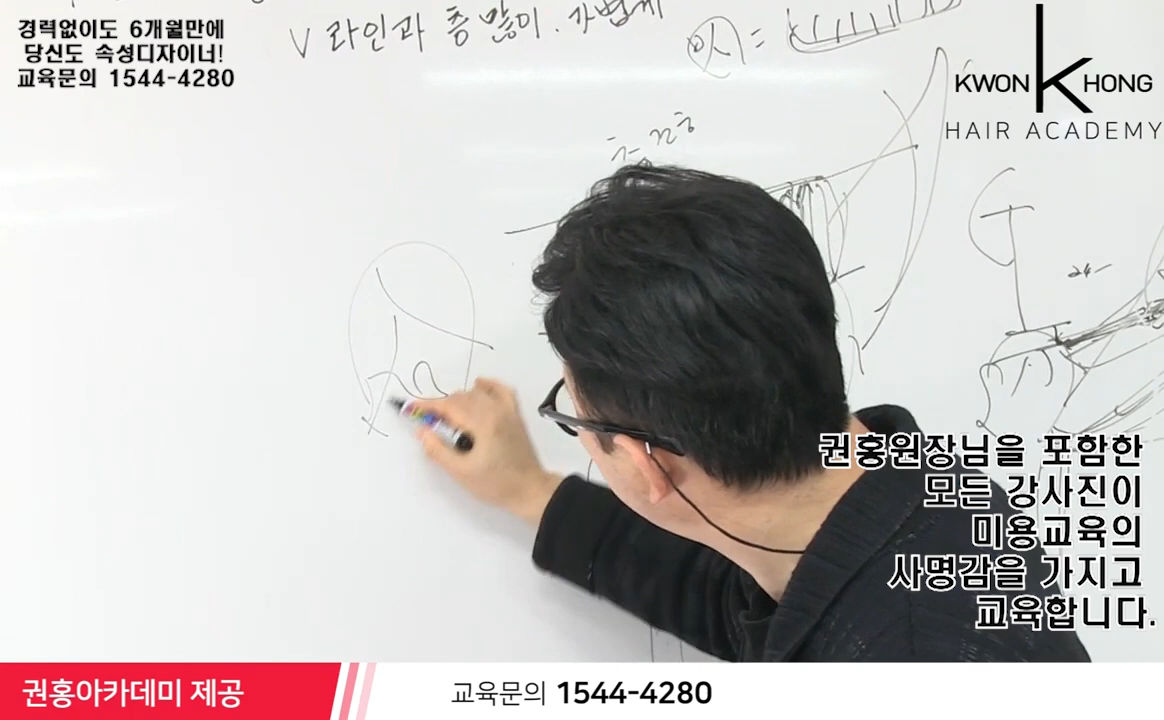 경력없이도 6개월만에
당신도 속성디자이너!
교육문의 1544-4280
V 라인과 층 많이. 가볍게
KWON K HONG
HAIR ACADEMY
권홍원장님을 포함한
모든 강사진이
미용교육의
사명감을 가지고
교육합니다.
권홍아카데미 제공
교육문의 1544-4280